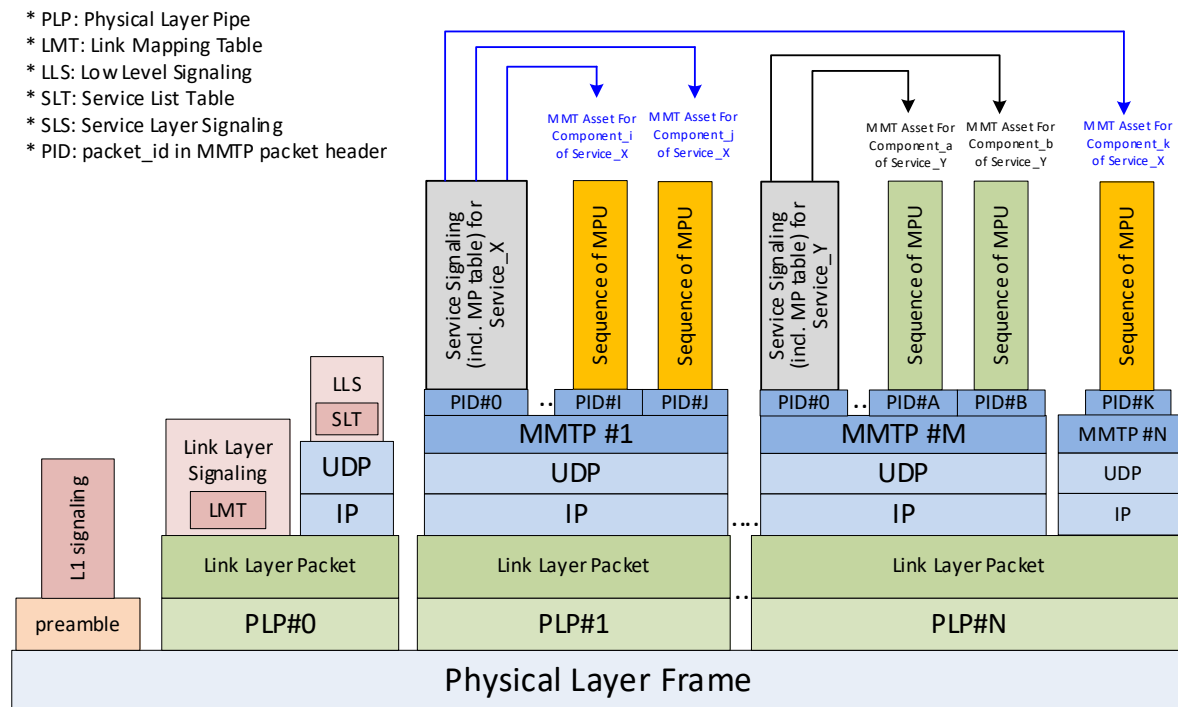 * PLP: Physical Layer Pipe
* LMT: Link Mapping Table
* LLS: Low Level Signaling
* SLT: Service List Table
* SLS: Service Layer Signaling
* PID: packet_id in MMTP packet header
MMT Asset For
Component_i
of Service_X
MMT Asset For
Component_j
of Service_X
MMT Asset For
Component_a
of Service_Y
MMT Asset For
Component_b
of Service_Y
MMT Asset For
Component_k
of Service_X
Service Signaling
(incl. MP table) for
Service_X
Sequence of MPU
Sequence of MPU
Service Signaling
(incl. MP table) for
Service_Y
Sequence of MPU
Sequence of MPU
Sequence of MPU
PID#0
..
PID#I
PID#J
PID#0
..
PID#A
PID#B
PID#K
MMTP #1
MMTP #M
MMTP #N
LLS
SLT
UDP
IP
Link Layer
Signaling
LMT
UDP
IP
UDP
IP
UDP
IP
....
L1 signaling
preamble
Link Layer Packet
Link Layer Packet
..
Link Layer Packet
PLP#0
PLP#1
..
PLP#N
Physical Layer Frame